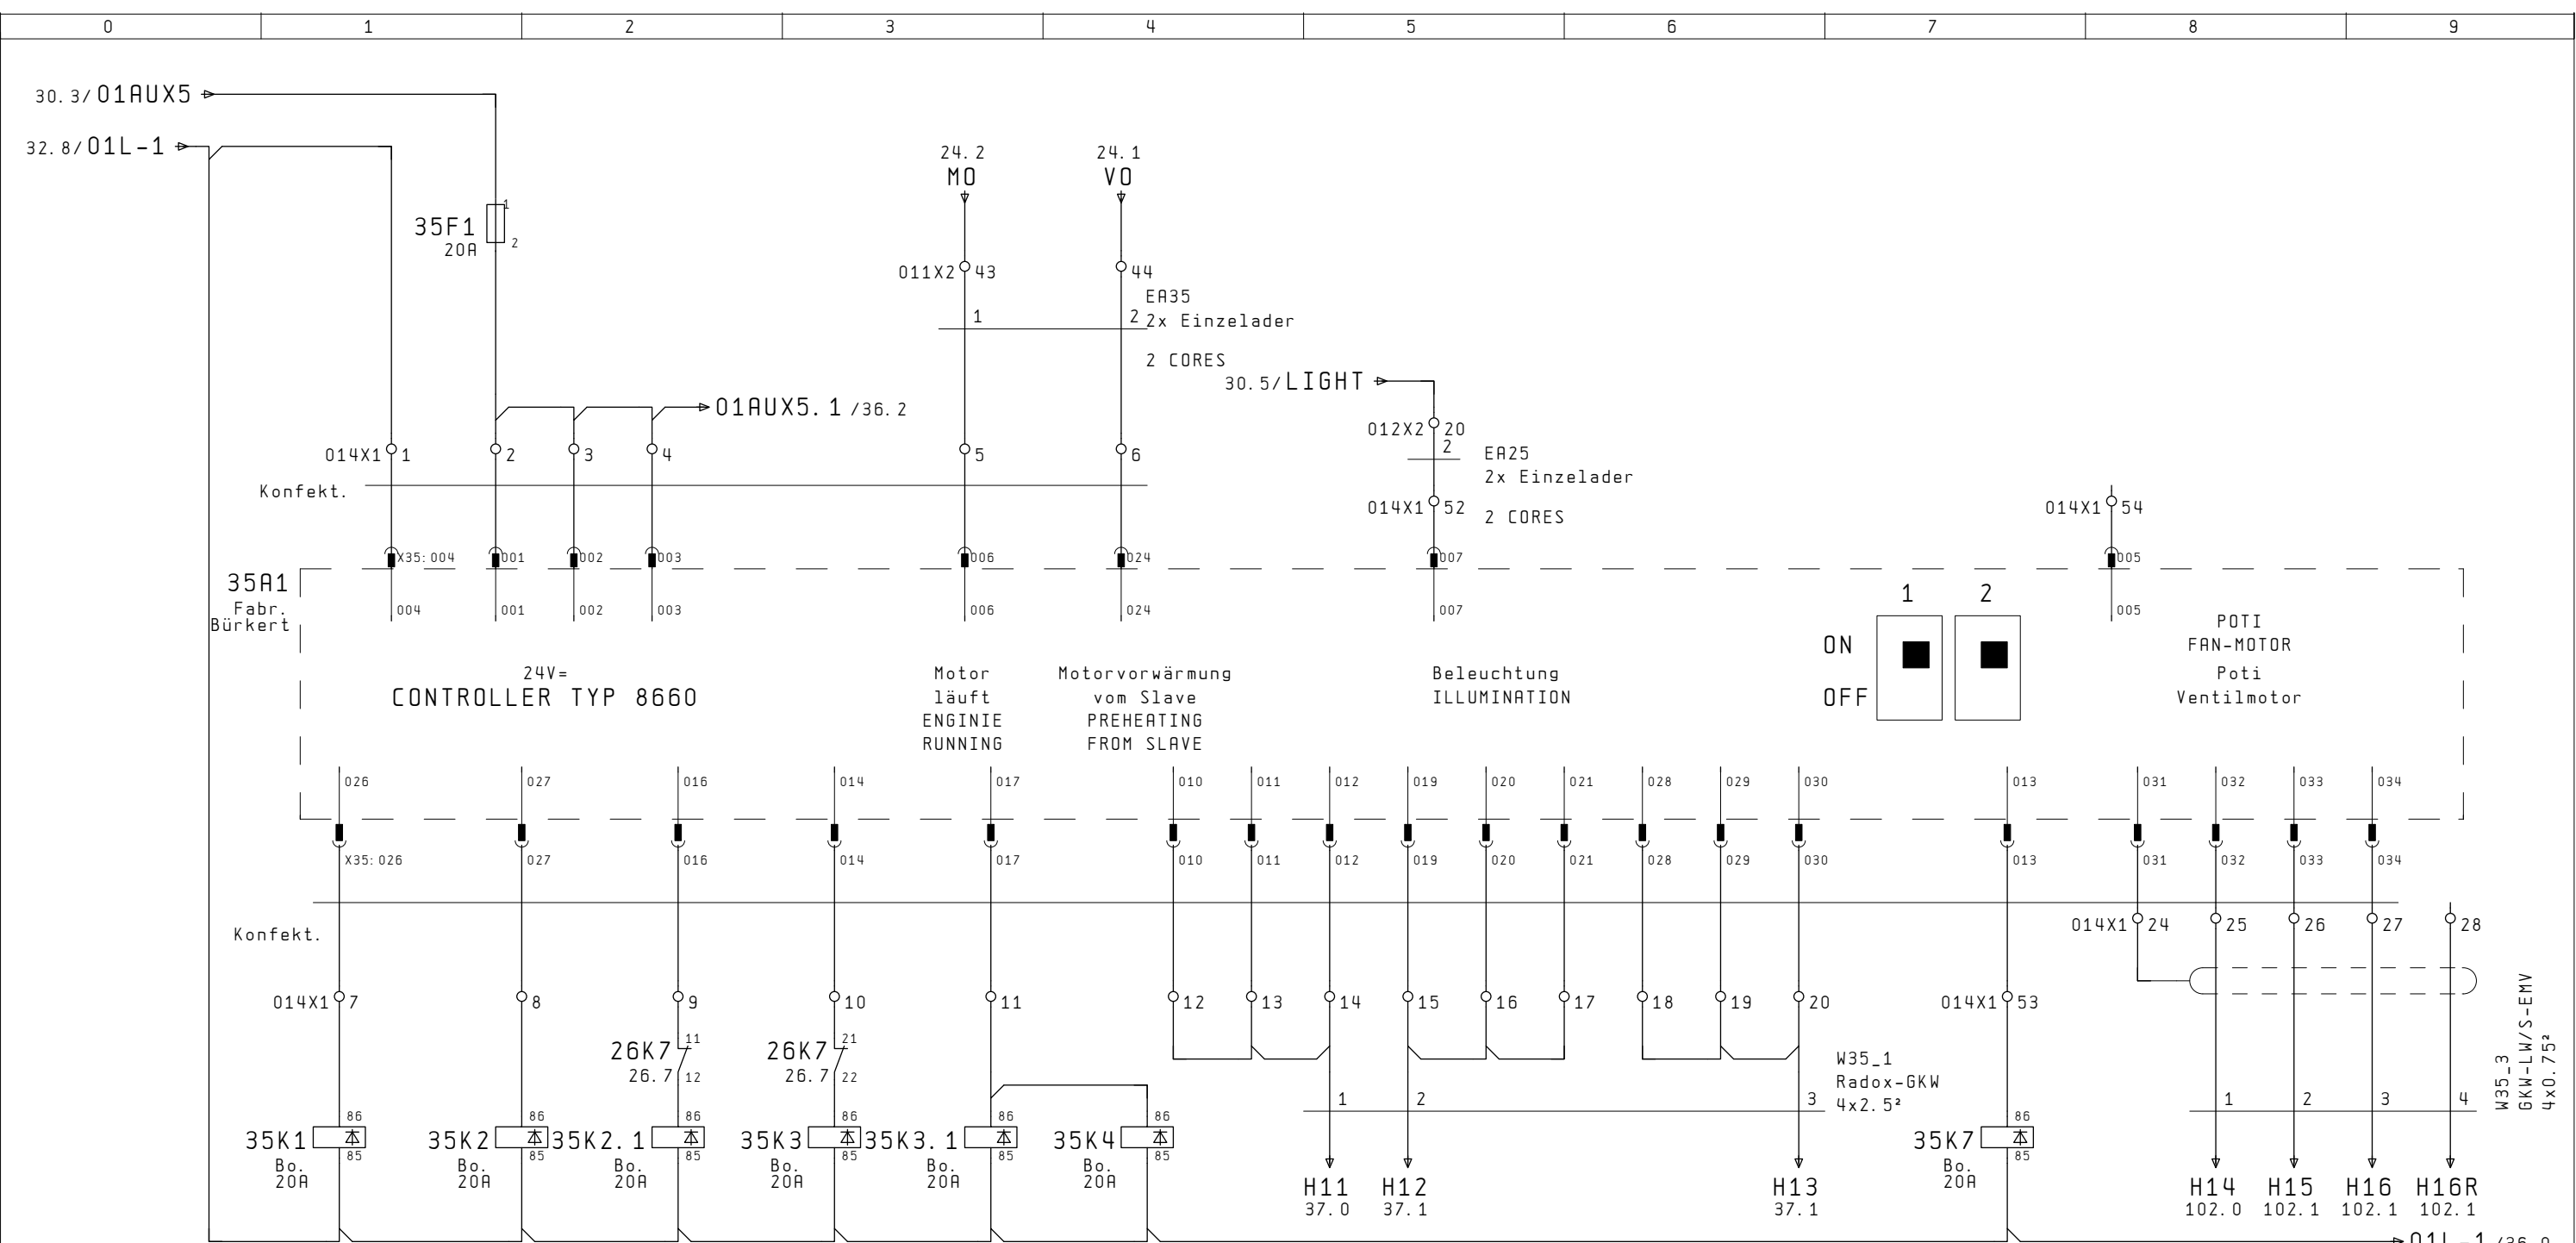 0 1 2 3 4 5 6 7 8 9
30.3/01AUX5
32.8/01L-1
24.2
MO
24.1
VO
35F1
20A
1
2
011X2 43
44
EA35
1
2 2x Einzelader
2 CORES
30.5/LIGHT
01AUX5.1 /36.2
012X2 20
2
EA25
2x Einzelader
2 CORES
014X1 1 2 3 4 5 6
Konfekt.
014X1 52
014X1 54
X35:004 001 002 003 006 024 007 005
35A1
Fabr.
Bürkert
004 001 002 003 006 024 007 005
1 2
ON
OFF
POTI
FAN-MOTOR
Poti
Ventilmotor
24V=
CONTROLLER TYP 8660
Motor
läuft
ENGINIE
RUNNING
Motorvorwärmung
vom Slave
PREHEATING
FROM SLAVE
Beleuchtung
ILLUMINATION
026 027 016 014 017 010 011 012 019 020 021 028 029 030 013 031 032 033 034
X35:026 027 016 014 017 010 011 012 019 020 021 028 029 030 013 031 032 033 034
Konfekt.
014X1 24 25 26 27 28
014X1 7 8 9 10 11 12 13 14 15 16 17 18 19 20
014X1 53
26K7
26.7
11
12
26K7
26.7
21
22
W35_1
Radox-GKW
4x2.5²
1 2 3
W35_3
GKW-LW/S-EMV
4x0.75²
1 2 3 4
86 86 86 86 86 86 86
35K1 35K2 35K2.1 35K3 35K3.1 35K4 35K7
85 85 85 85 85 85 85
Bo. Bo. Bo. Bo. Bo. Bo. Bo.
20A 20A 20A 20A 20A 20A 20A
H11 H12 H13 H14 H15 H16 H16R
37.0 37.1 37.1 102.0 102.1 102.1 102.1
01L-1